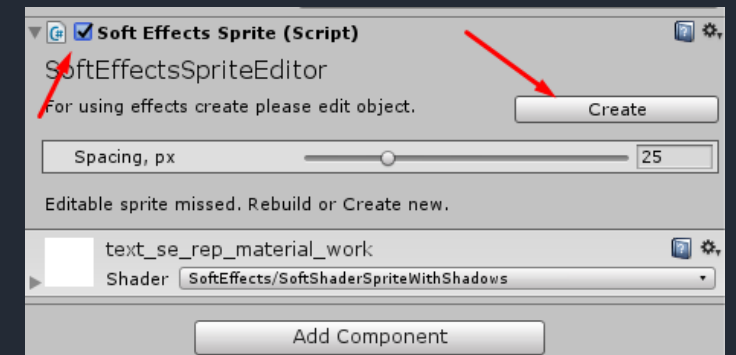 Soft Effects Sprite (Script)
SoftEffectsSpriteEditor
For using effects create please edit object.
Create
Spacing, px
25
Editable sprite missed. Rebuild or Create new.
text_se_rep_material_work
Shader SoftEffects/SoftShaderSpriteWithShadows
Add Component